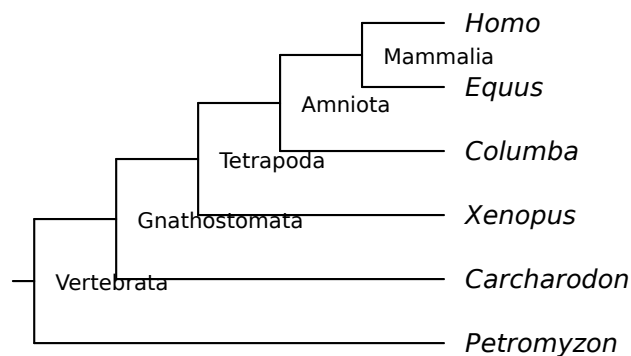 Homo
Mammalia
Equus
Amniota
Columba
Tetrapoda
Xenopus
Gnathostomata
Carcharodon
Vertebrata
Petromyzon